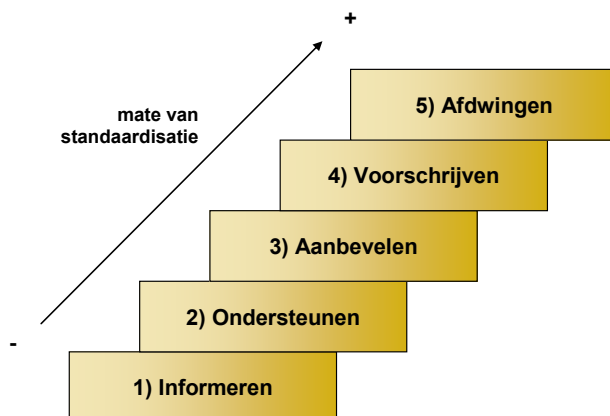 +
5) Afdwingen
mate van
standaardisatie
4) Voorschrijven
3) Aanbevelen
2) Ondersteunen
-
1) Informeren